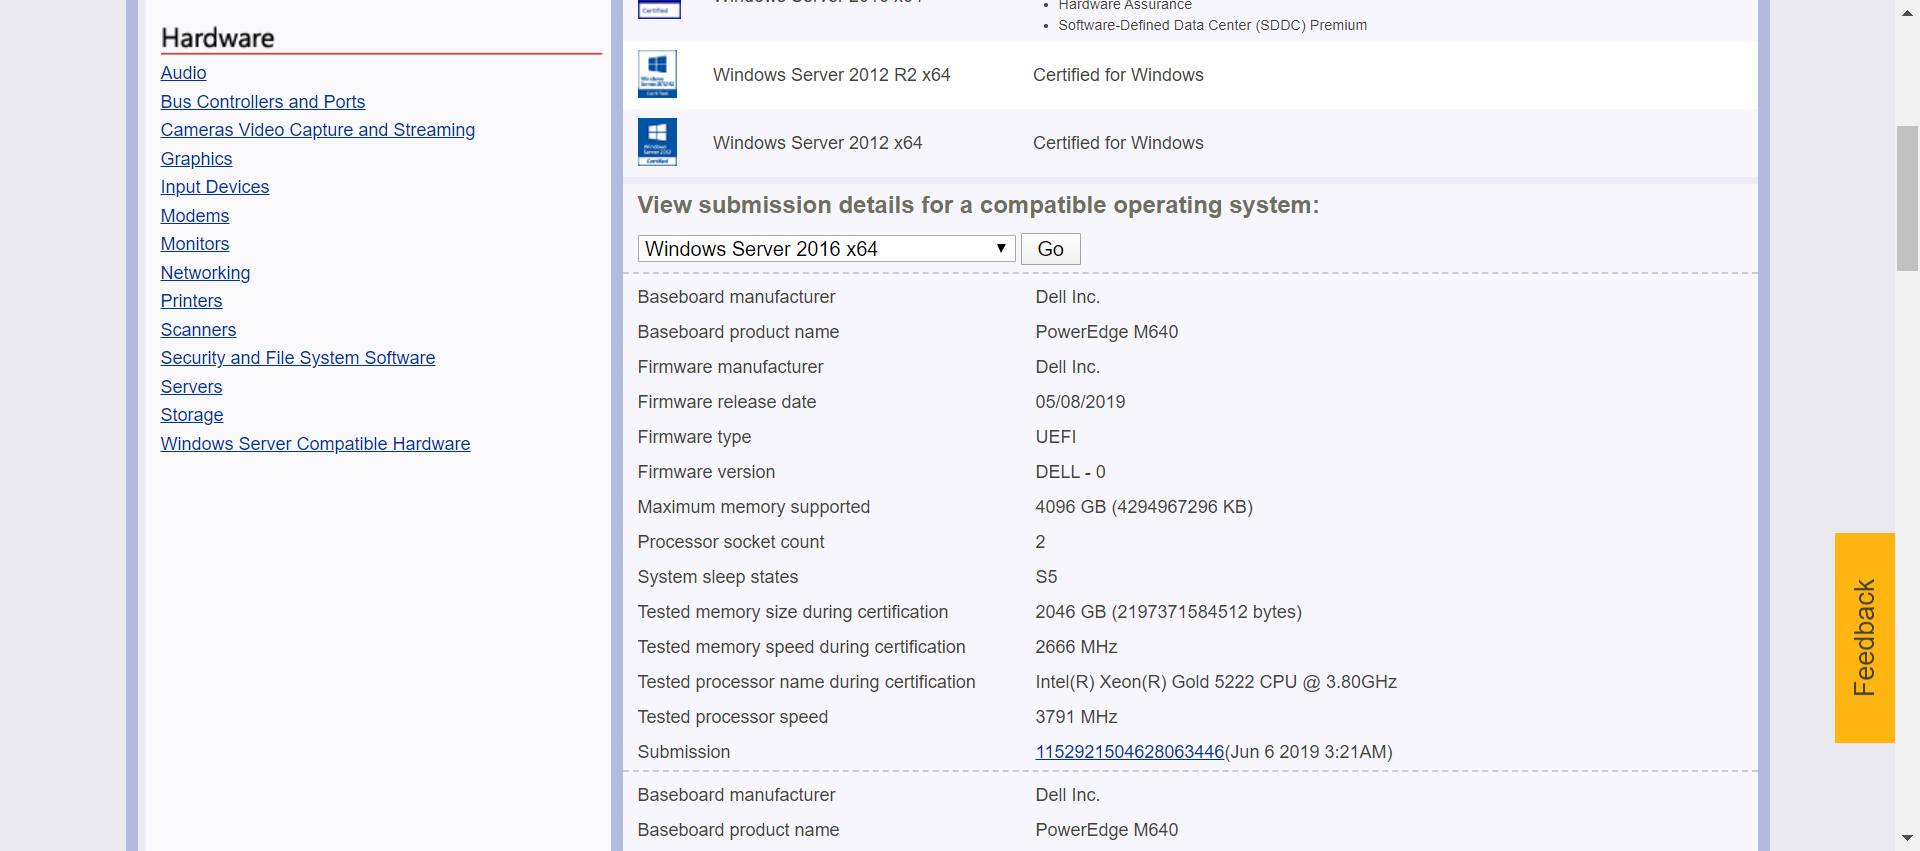 Hardware
Audio
Bus Controllers and Ports
Cameras Video Capture and Streaming
Graphics
Input Devices
Modems
Monitors
Networking
Printers
Scanners
Security and File System Software
Servers
Storage
Windows Server Compatible Hardware
Certified
Hardware Assurance
Software-Defined Data Center (SDDC) Premium
Windows Server 2012 R2 x64 Certified for Windows
Windows Server 2012 x64 Certified for Windows
View submission details for a compatible operating system:
Windows Server 2016 x64 Go
Baseboard manufacturer Dell Inc.
Baseboard product name PowerEdge M640
Firmware manufacturer Dell Inc.
Firmware release date 05/08/2019
Firmware type UEFI
Firmware version DELL - 0
Maximum memory supported 4096 GB (4294967296 KB)
Processor socket count 2
System sleep states S5
Tested memory size during certification 2046 GB (2197371584512 bytes)
Tested memory speed during certification 2666 MHz
Tested processor name during certification Intel(R) Xeon(R) Gold 5222 CPU @ 3.80GHz
Tested processor speed 3791 MHz
Submission 1152921504628063446(Jun 6 2019 3:21AM)
Baseboard manufacturer Dell Inc.
Baseboard product name PowerEdge M640
Feedback